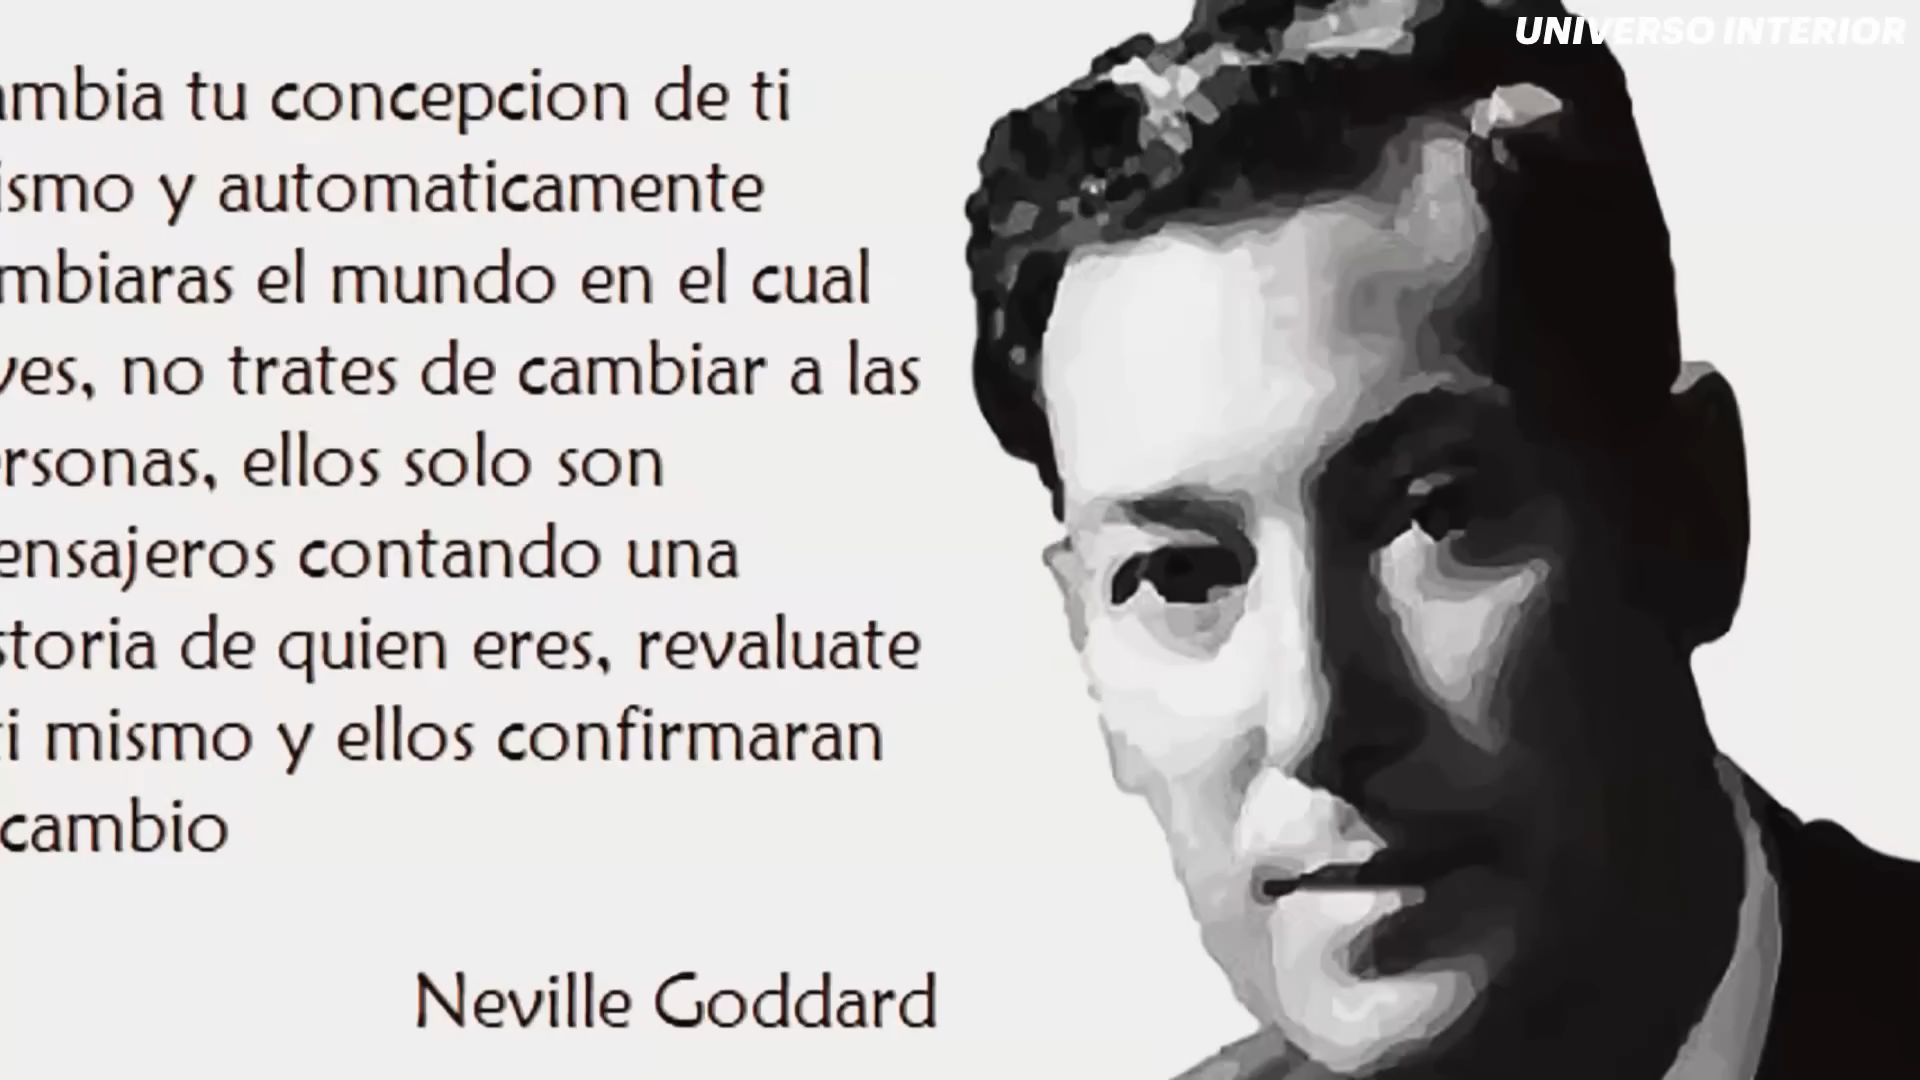 UNIVERSO INTERIOR
ambia tu concepcion de ti
ismo y automaticamente
mbiaras el mundo en el cual
ves, no trates de cambiar a las
ersonas, ellos solo son
ensajeros contando una
storia de quien eres, revaluate
ti mismo y ellos confirmaran
cambio
Neville Goddard